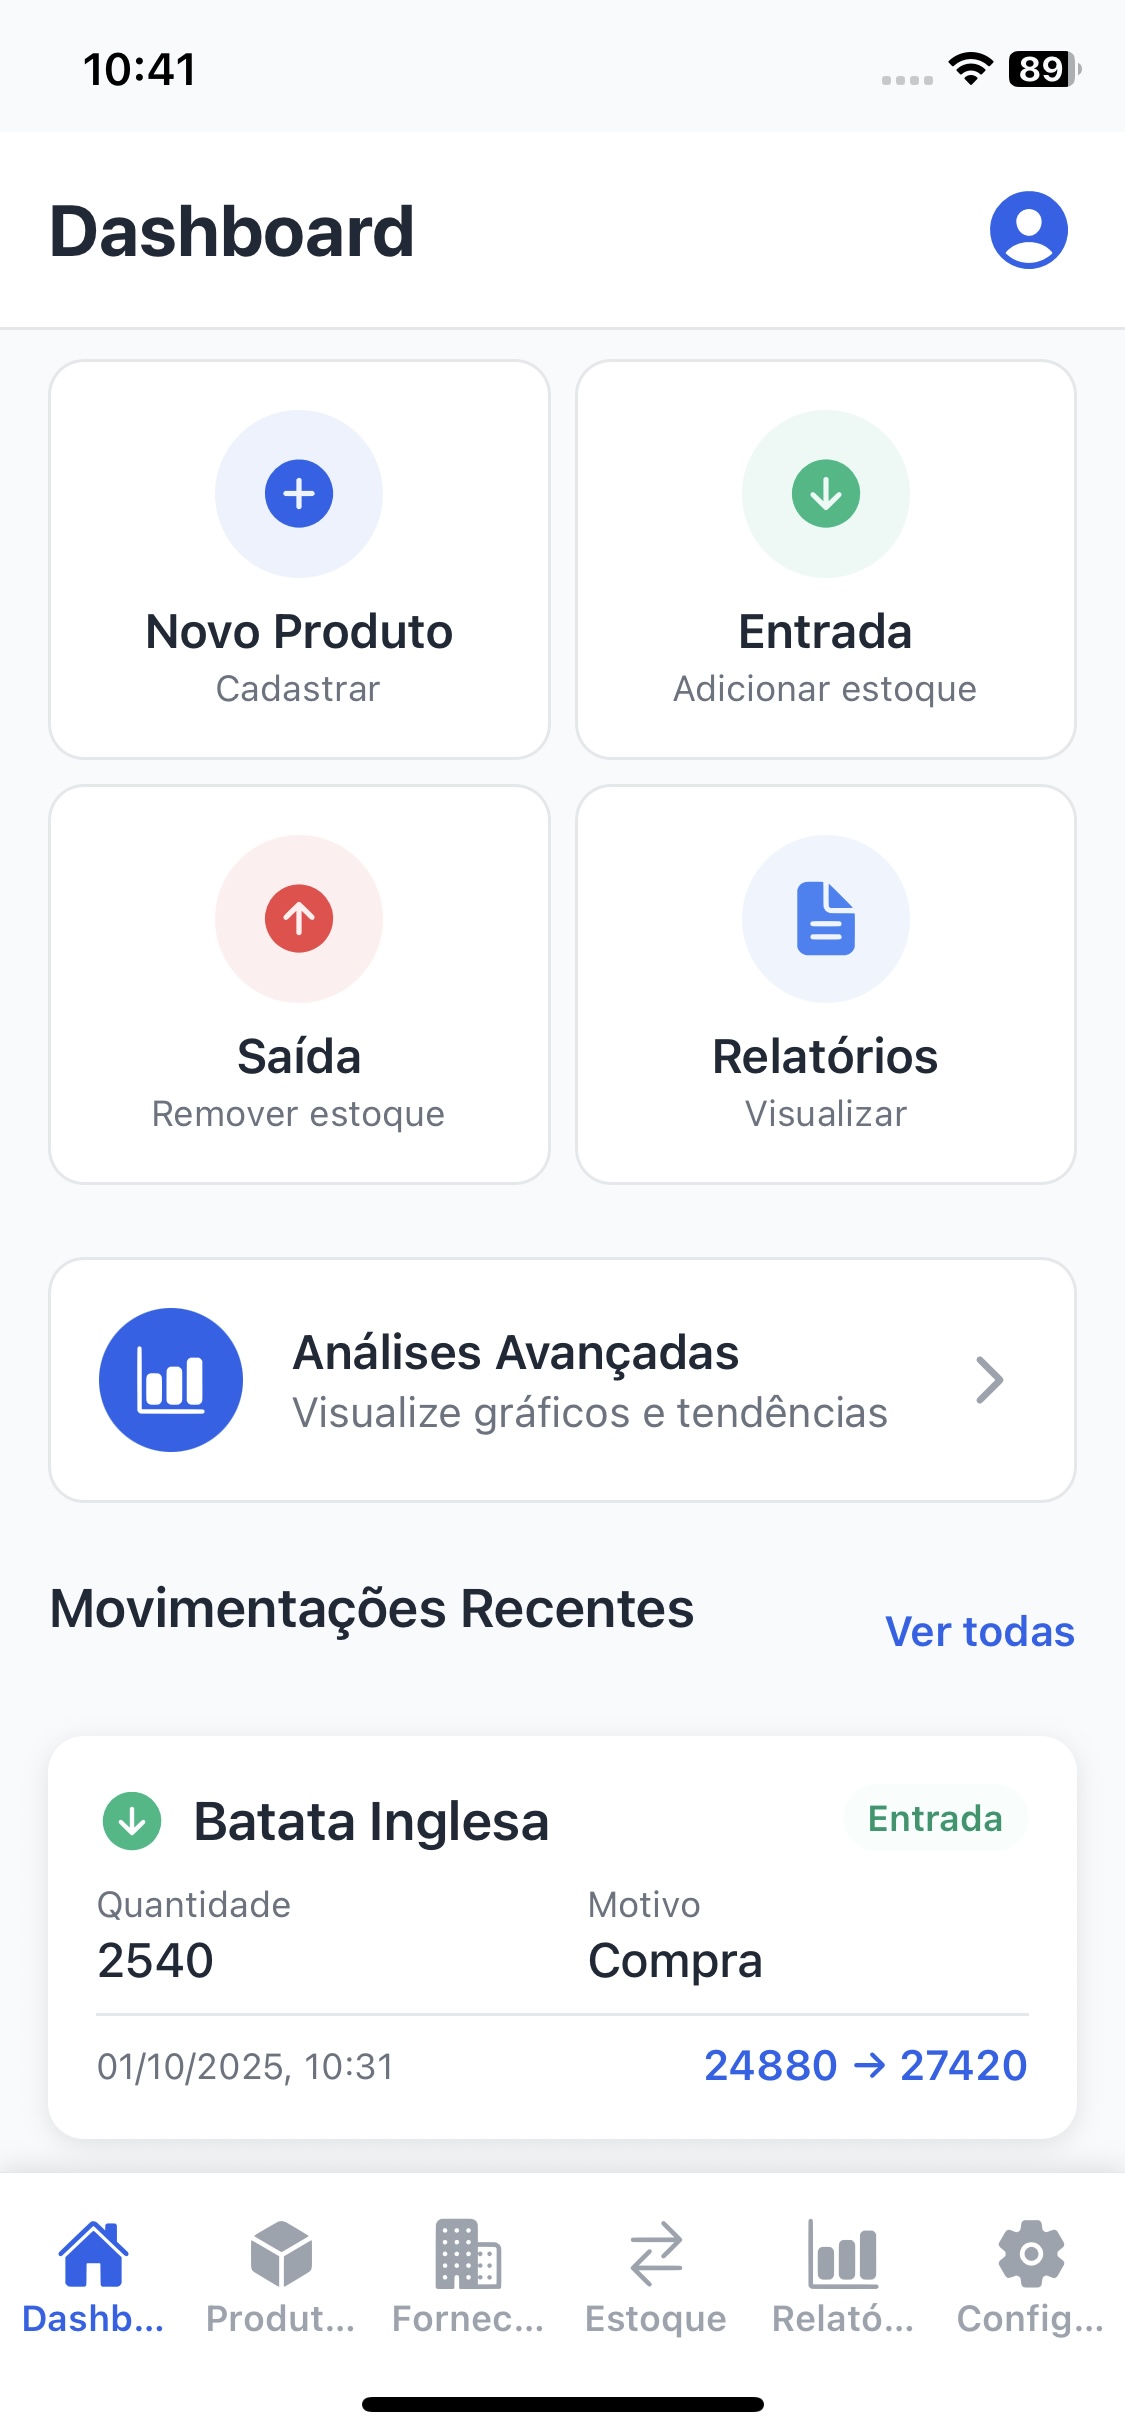 10:41
89
Dashboard
Novo Produto
Cadastrar
Entrada
Adicionar estoque
Saída
Remover estoque
Relatórios
Visualizar
Análises Avançadas
Visualize gráficos e tendências
Movimentações Recentes
Ver todas
Batata Inglesa
Entrada
Quantidade
Motivo
2540
Compra
01/10/2025, 10:31
24880 → 27420
Dashb...
Produt...
Fornec...
Estoque
Relató...
Config...